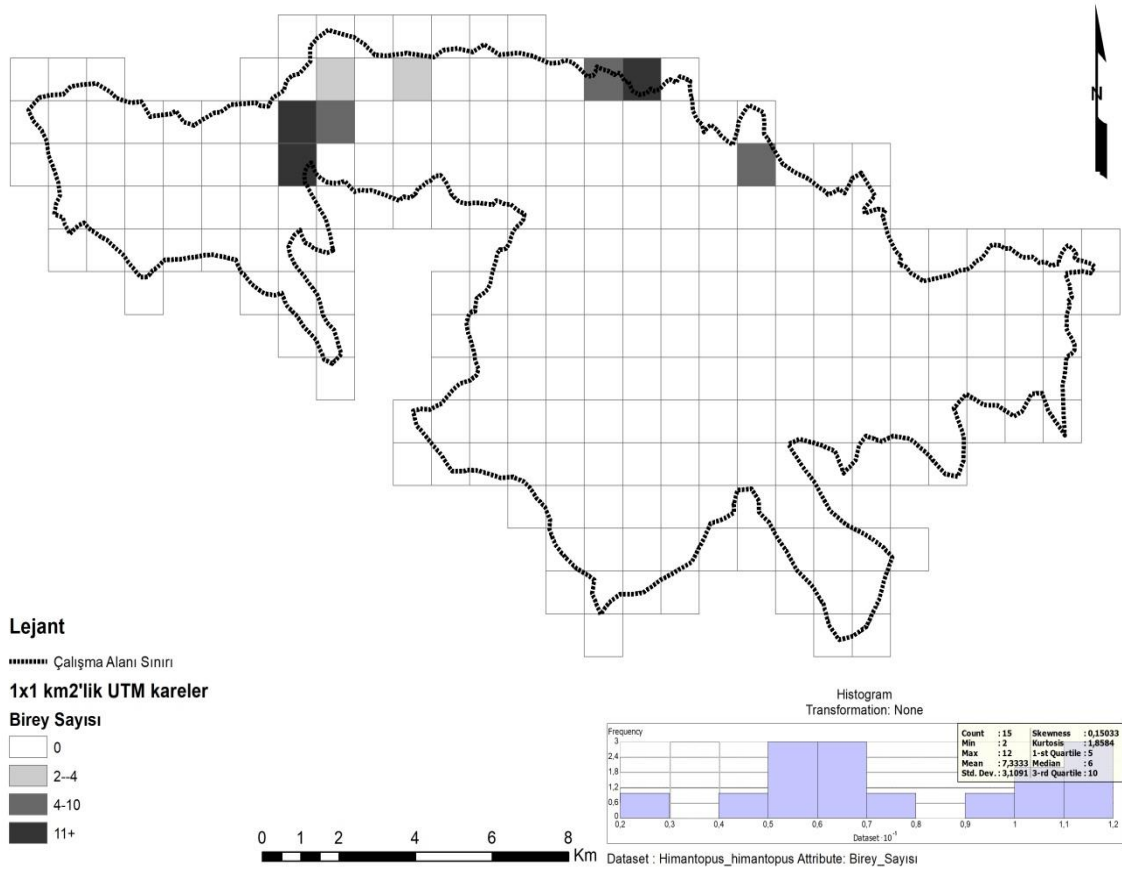 N
Lejant
Çalışma Alanı Sınırı
1x1 km2'lik UTM kareler
Birey Sayısı
0
2--4
4-10
11+
0 1 2 4 6 8
Km
Histogram
Transformation: None
Frequency
3
2,4
1,8
1,2
0,6
0
0,2 0,3 0,4 0,5 0,6 0,7 0,8 0,9 1 1,1 1,2
Dataset · 10⁻¹
Count : 15 Skewness : 0,15033
Min : 2 Kurtosis : 1,8584
Max : 12 1-st Quartile : 5
Mean : 7,3333 Median : 6
Std. Dev. : 3,1091 3-rd Quartile : 10
Dataset : Himantopus_himantopus Attribute: Birey_Sayısı